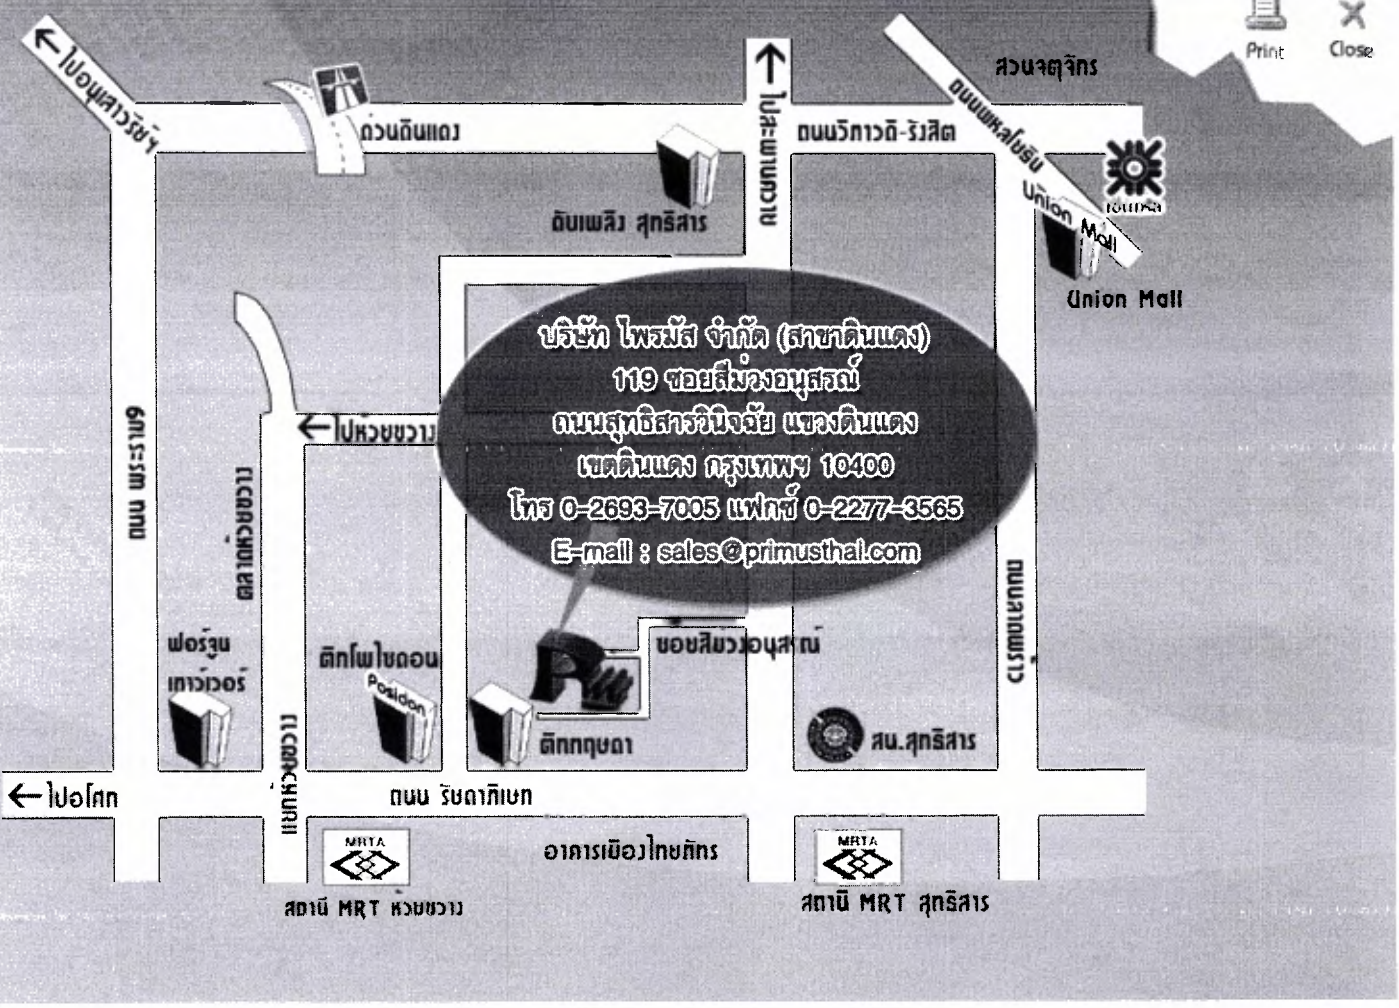 Print
Close
ไปอนุเสาวรีย์ฯ
ด่วนดินแดง
ไปสะพานควาย
ถนนวิภาวดี-รังสิต
สวนจตุจักร
ถนนพหลโยธิน
เซ็นทรัล
Union Mall
Union Mall
ดับเพลิง สุทธิสาร
บริษัท ไพรมัส จำกัด (สาขาดินแดง)
119 ซอยสีม่วงอนุสรณ์
ถนนสุทธิสารวินิจฉัย แขวงดินแดง
เขตดินแดง กรุงเทพฯ 10400
โทร 0-2693-7005 แฟกซ์ 0-2277-3565
E-mail : sales@primusthai.com
ถนน พระราม9
ไปห้วยขวาง
ตลาดห้วยขวาง
ถนนลาดพร้าว
ฟอร์จูน
เทาว์เวอร์
ตึกโพไซดอน
Posidon
ซอยสีม่วงอนุสรณ์
ตึกกฤษดา
สน.สุทธิสาร
แยกห้วยขวาง
ไปอโศก
ถนน รัชดาภิเษก
MRTA
สถานี MRT ห้วยขวาง
อาคารเมืองไทยภัทร
MRTA
สถานี MRT สุทธิสาร